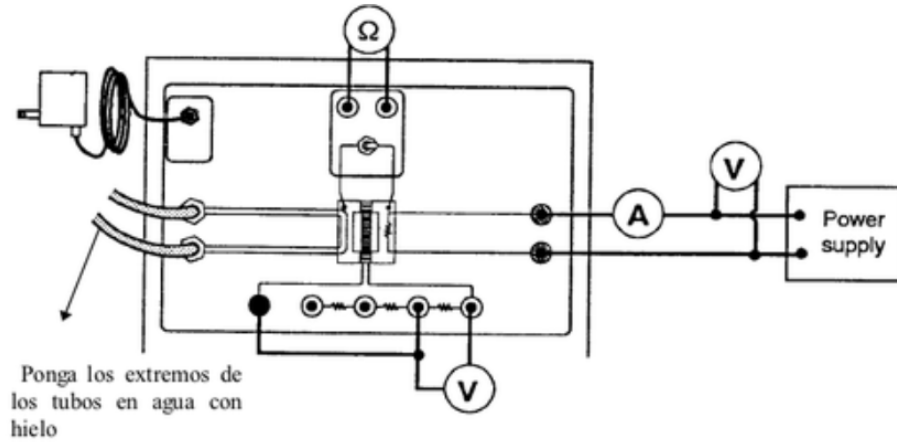 Ω
V
A
Power
supply
V
Ponga los extremos de
los tubos en agua con
hielo